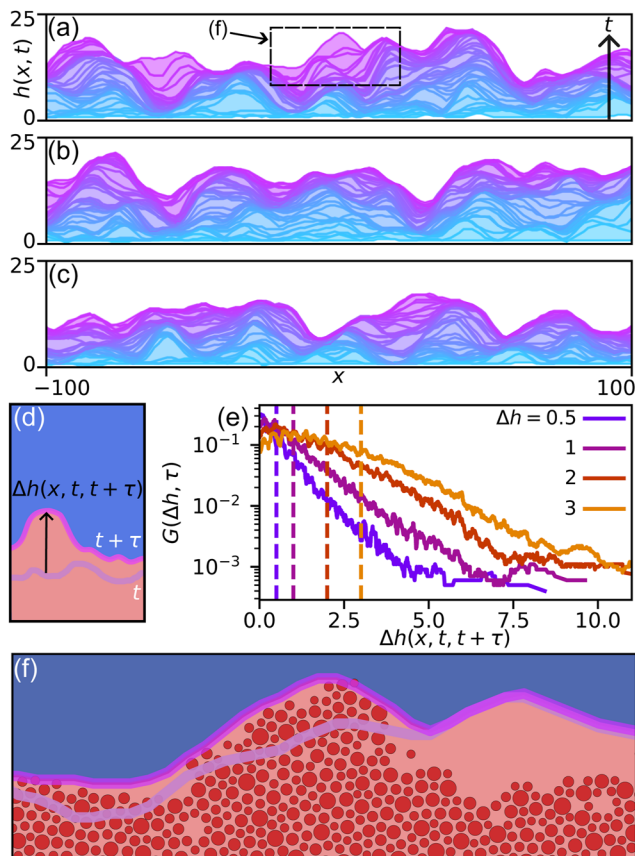 (a)
(f)
t
25
0
h(x, t)
(b)
25
0
(c)
25
0
−100
x
100
(d)
Δh(x, t, t + τ)
t + τ
t
(e)
Δh = 0.5
1
2
3
10⁻¹
10⁻²
10⁻³
G(Δh, τ)
0.0
2.5
5.0
7.5
10.0
Δh(x, t, t + τ)
(f)